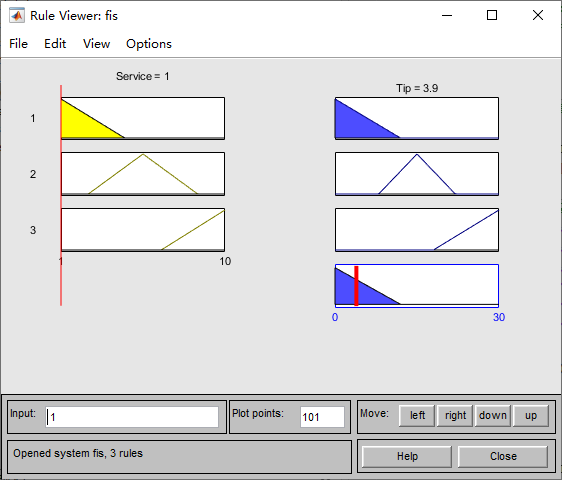 Rule Viewer: fis
File Edit View Options
Service = 1
Tip = 3.9
1
2
3
1 10
0 30
Input: 1 Plot points: 101 Move: left right down up
Opened system fis, 3 rules Help Close